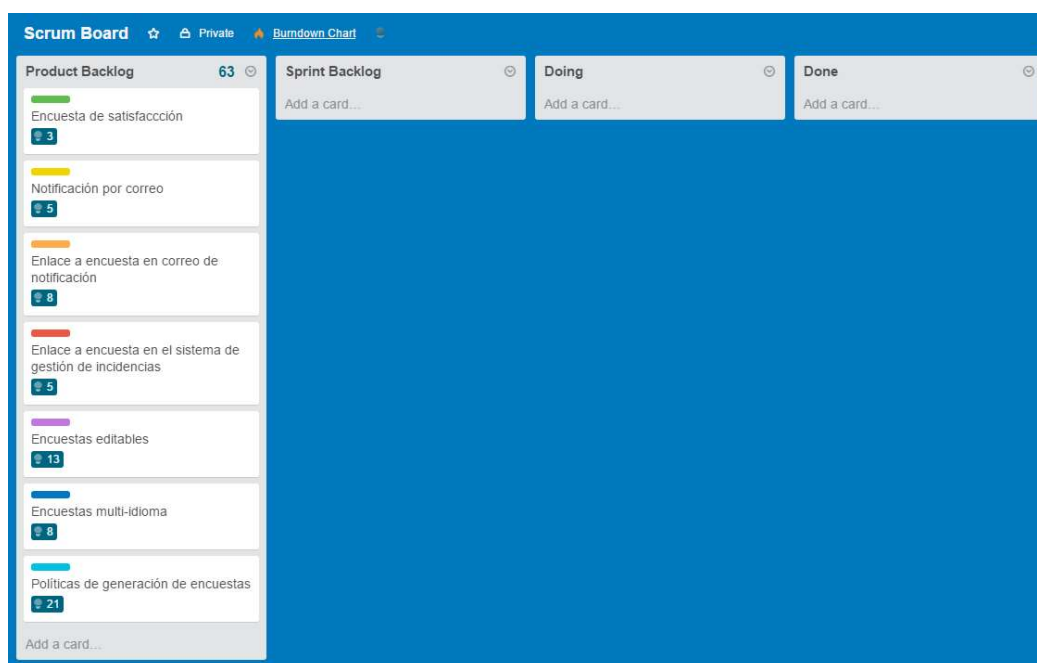 Scrum Board Private Burndown Chart
Product Backlog 63
Encuesta de satisfaccción
3
Notificación por correo
5
Enlace a encuesta en correo de
notificación
8
Enlace a encuesta en el sistema de
gestión de incidencias
5
Encuestas editables
13
Encuestas multi-idioma
8
Políticas de generación de encuestas
21
Add a card...
Sprint Backlog
Add a card...
Doing
Add a card...
Done
Add a card...